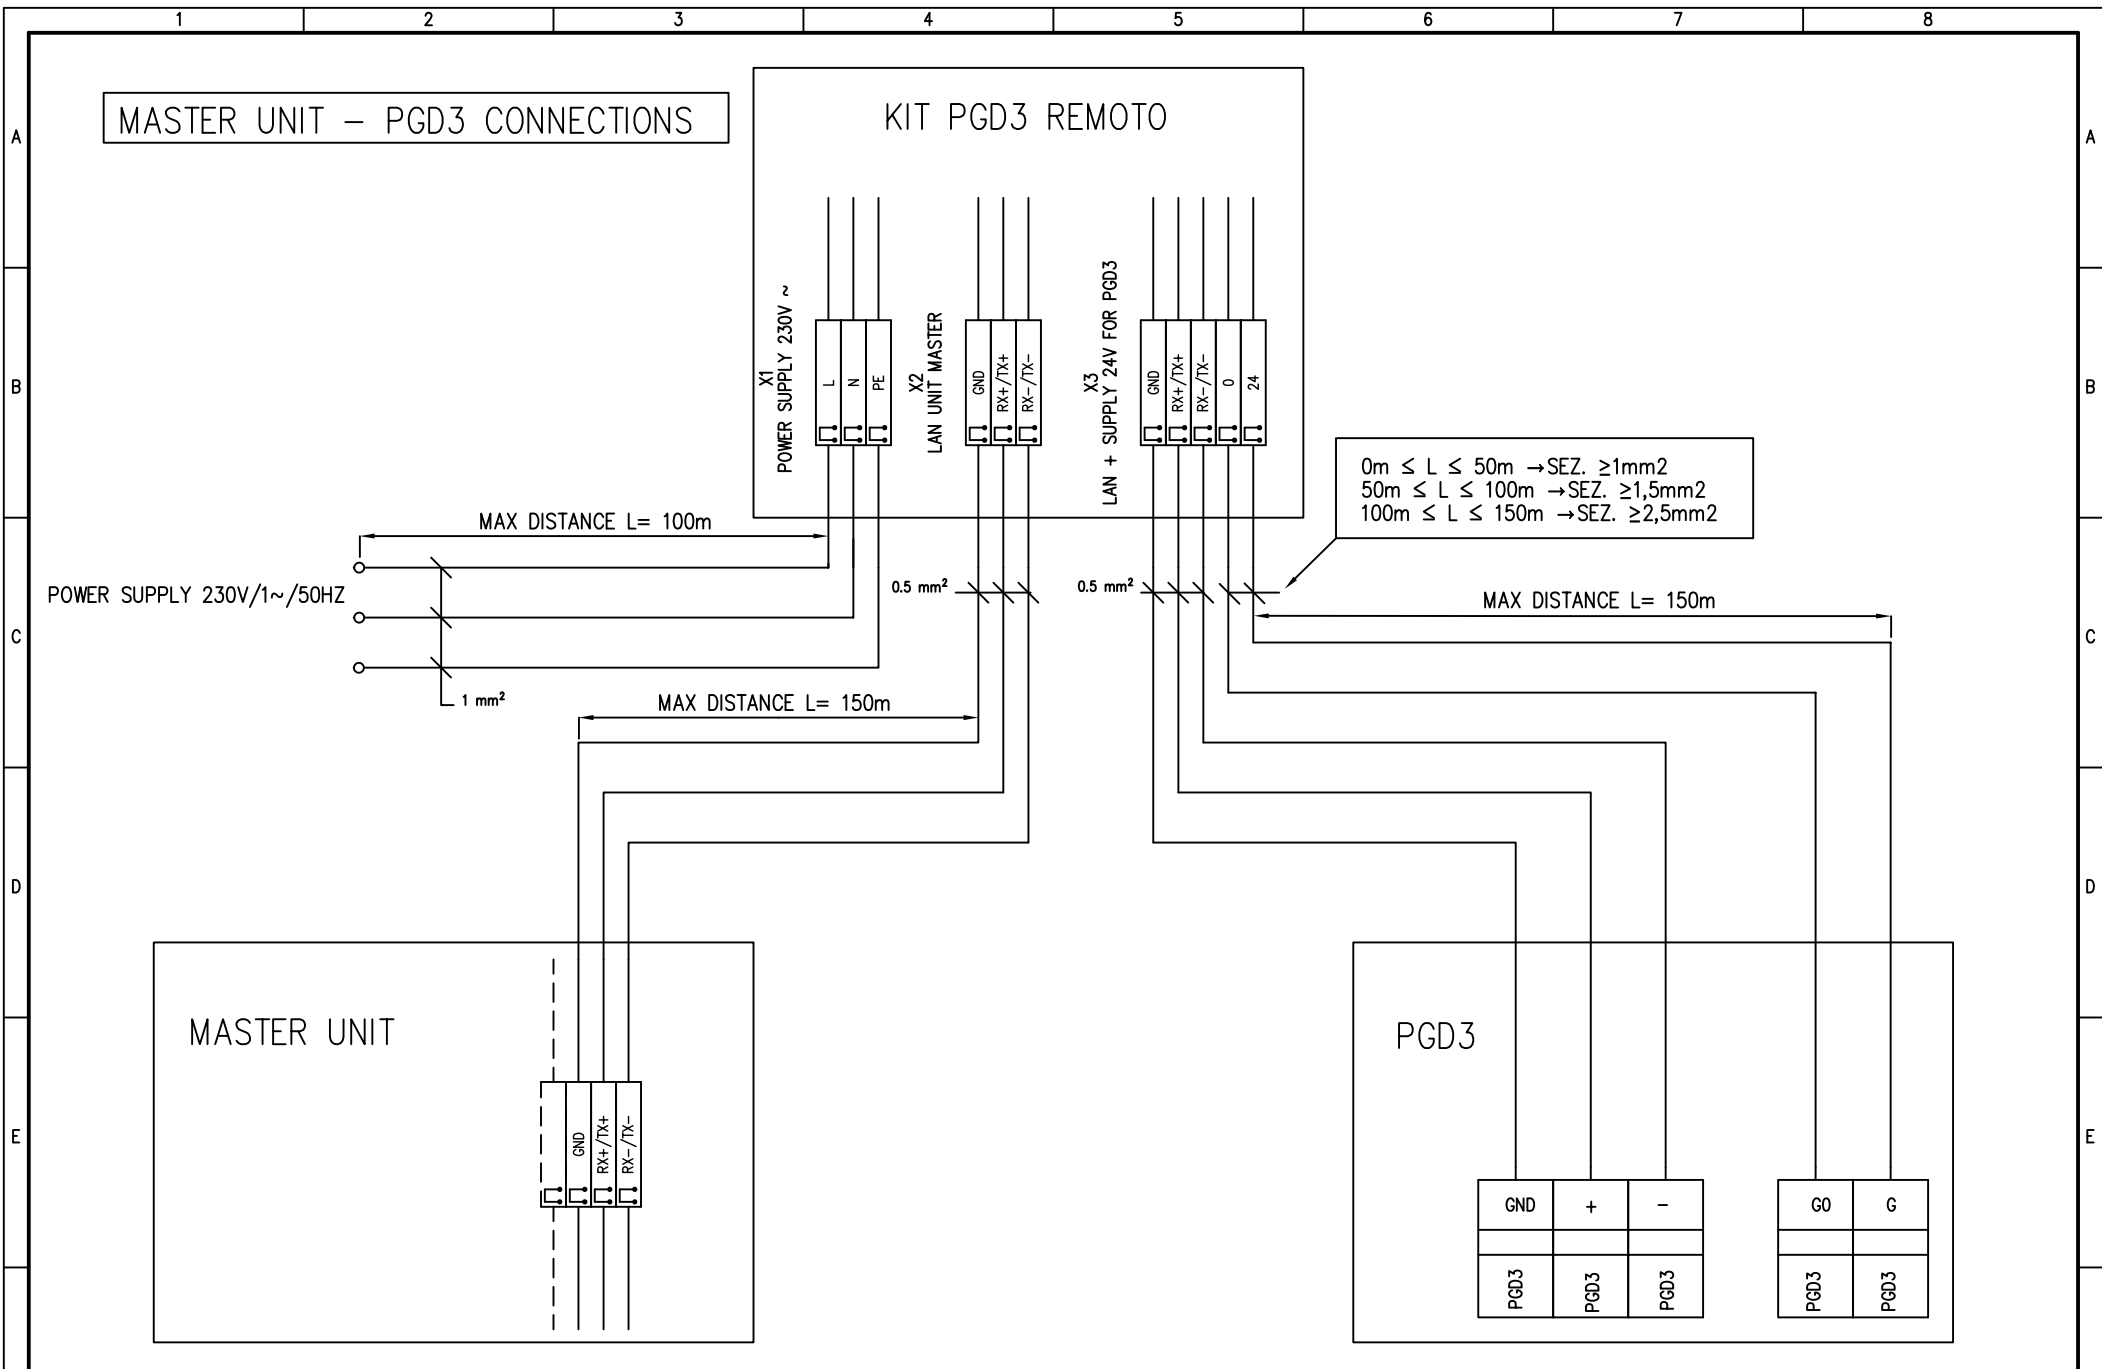 1 2 3 4 5 6 7 8
A A
MASTER UNIT – PGD3 CONNECTIONS
KIT PGD3 REMOTO
B B
X1
POWER SUPPLY 230V ~
L
N
PE
X2
LAN UNIT MASTER
GND
RX+/TX+
RX-/TX-
X3
LAN + SUPPLY 24V FOR PGD3
GND
RX+/TX+
RX-/TX-
0
24
0m ≤ L ≤ 50m →SEZ. ≥1mm2
50m ≤ L ≤ 100m →SEZ. ≥1,5mm2
100m ≤ L ≤ 150m →SEZ. ≥2,5mm2
MAX DISTANCE L= 100m
POWER SUPPLY 230V/1~/50HZ
0.5 mm²
0.5 mm²
MAX DISTANCE L= 150m
C C
1 mm²
MAX DISTANCE L= 150m
D D
MASTER UNIT
GND
RX+/TX+
RX-/TX-
PGD3
E E
GND + - G0 G
PGD3 PGD3 PGD3 PGD3 PGD3